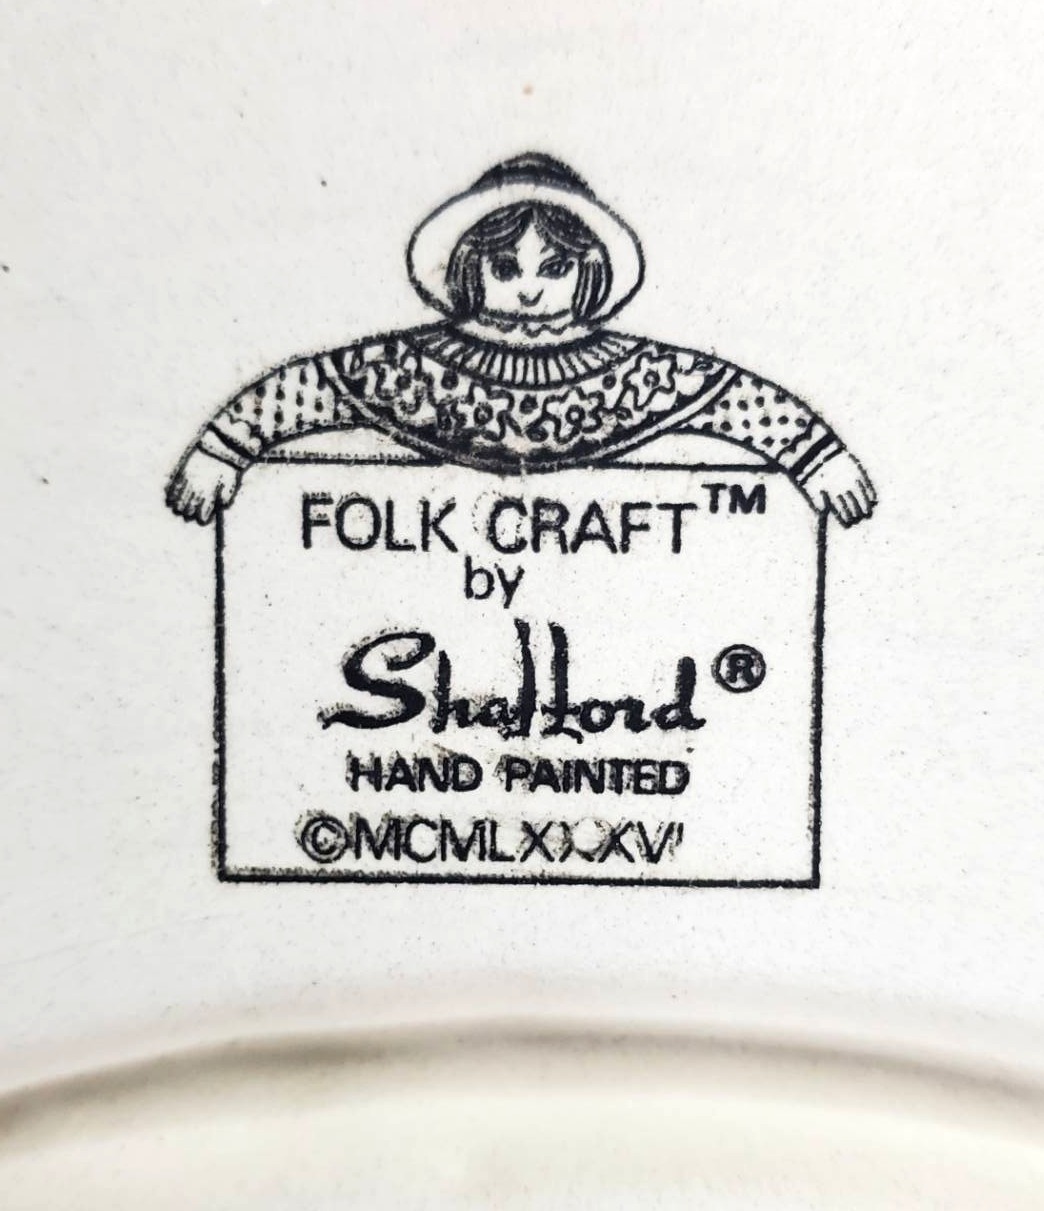 FOLK CRAFT™
by
Shafford®
HAND PAINTED
©MCMLXXXVI